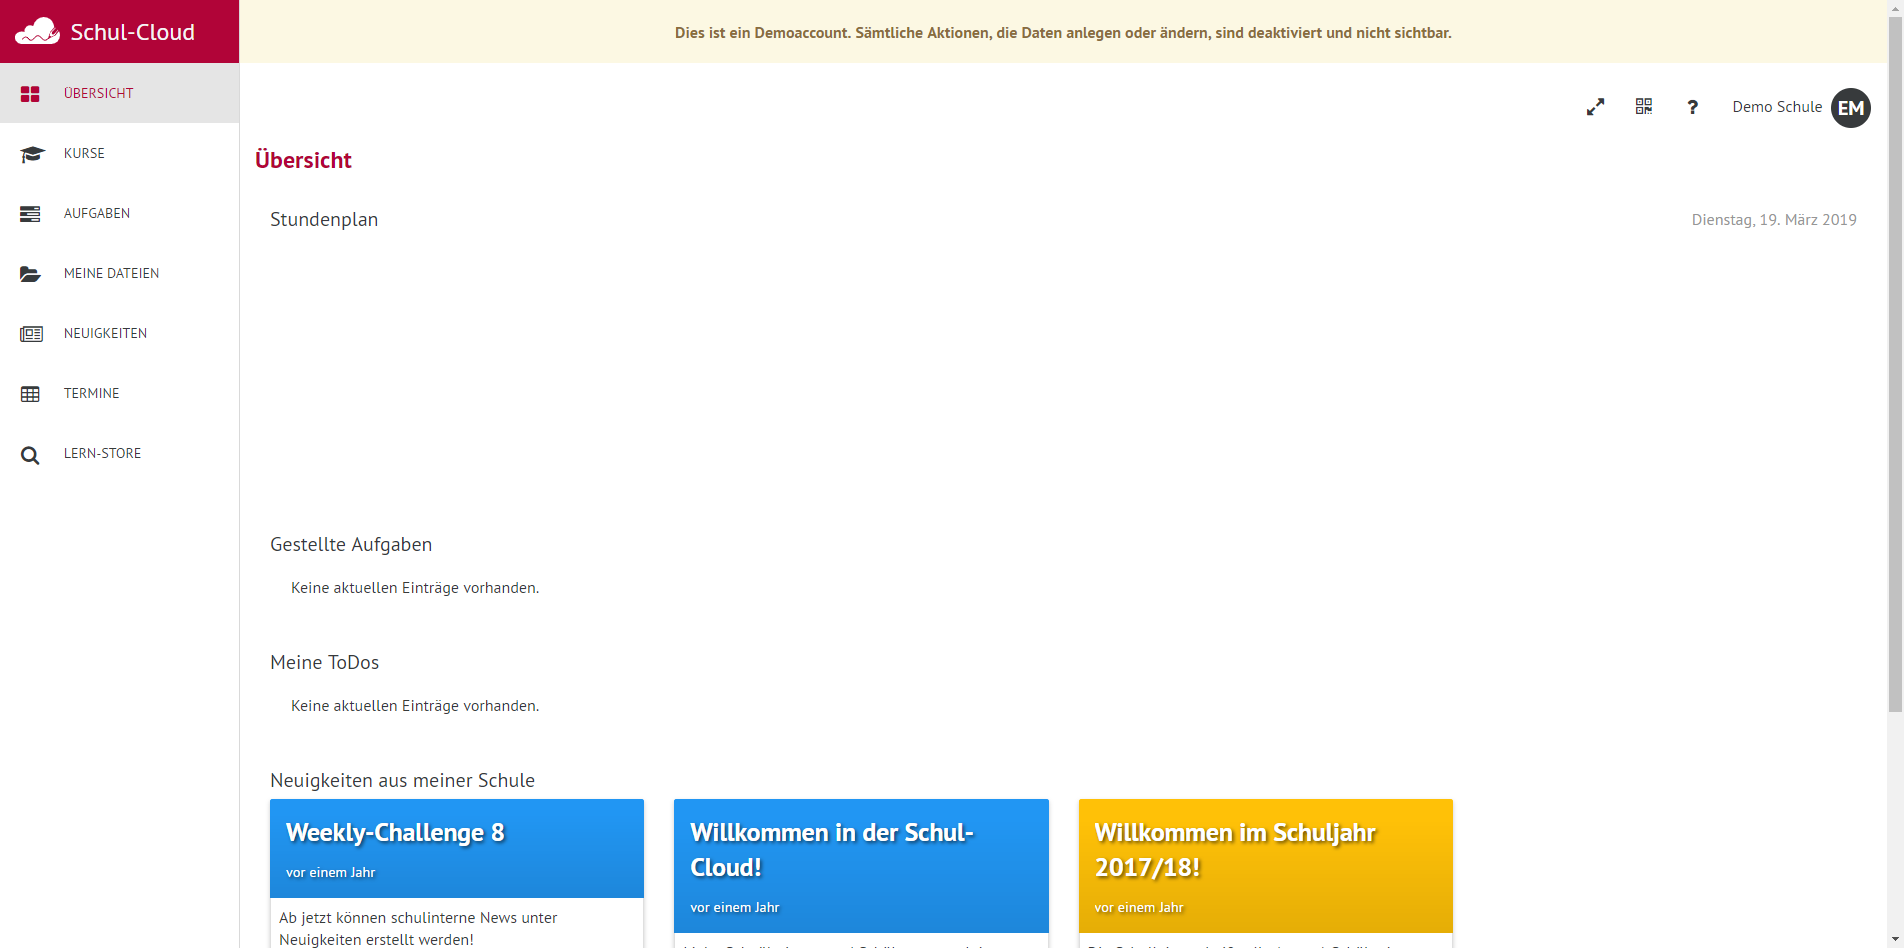 Schul-Cloud
Dies ist ein Demoaccount. Sämtliche Aktionen, die Daten anlegen oder ändern, sind deaktiviert und nicht sichtbar.
ÜBERSICHT
KURSE
AUFGABEN
MEINE DATEIEN
NEUIGKEITEN
TERMINE
LERN-STORE
? Demo Schule EM
Übersicht
Stundenplan
Dienstag, 19. März 2019
Gestellte Aufgaben
Keine aktuellen Einträge vorhanden.
Meine ToDos
Keine aktuellen Einträge vorhanden.
Neuigkeiten aus meiner Schule
Weekly-Challenge 8
vor einem Jahr
Ab jetzt können schulinterne News unter
Neuigkeiten erstellt werden!
Willkommen in der Schul-
Cloud!
vor einem Jahr
Willkommen im Schuljahr
2017/18!
vor einem Jahr